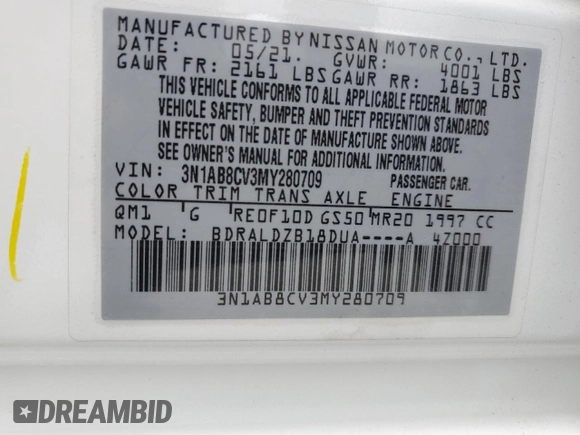 MANUFACTURED BY NISSAN MOTOR CO., LTD.
DATE: 05/21. GVWR: 4001 LBS
GAWR FR: 2161 LBS GAWR RR: 1863 LBS
THIS VEHICLE CONFORMS TO ALL APPLICABLE FEDERAL MOTOR
VEHICLE SAFETY, BUMPER AND THEFT PREVENTION STANDARDS
IN EFFECT ON THE DATE OF MANUFACTURE SHOWN ABOVE.
SEE OWNER'S MANUAL FOR ADDITIONAL INFORMATION.
VIN: 3N1AB8CV3MY280709 PASSENGER CAR.
COLOR TRIM TRANS AXLE ENGINE
QM1 G RE0F10D GS50 MR20 1997 CC
MODEL: BDRALDZB18DUA----A 4Z000
3N1AB8CV3MY280709
DREAMBID